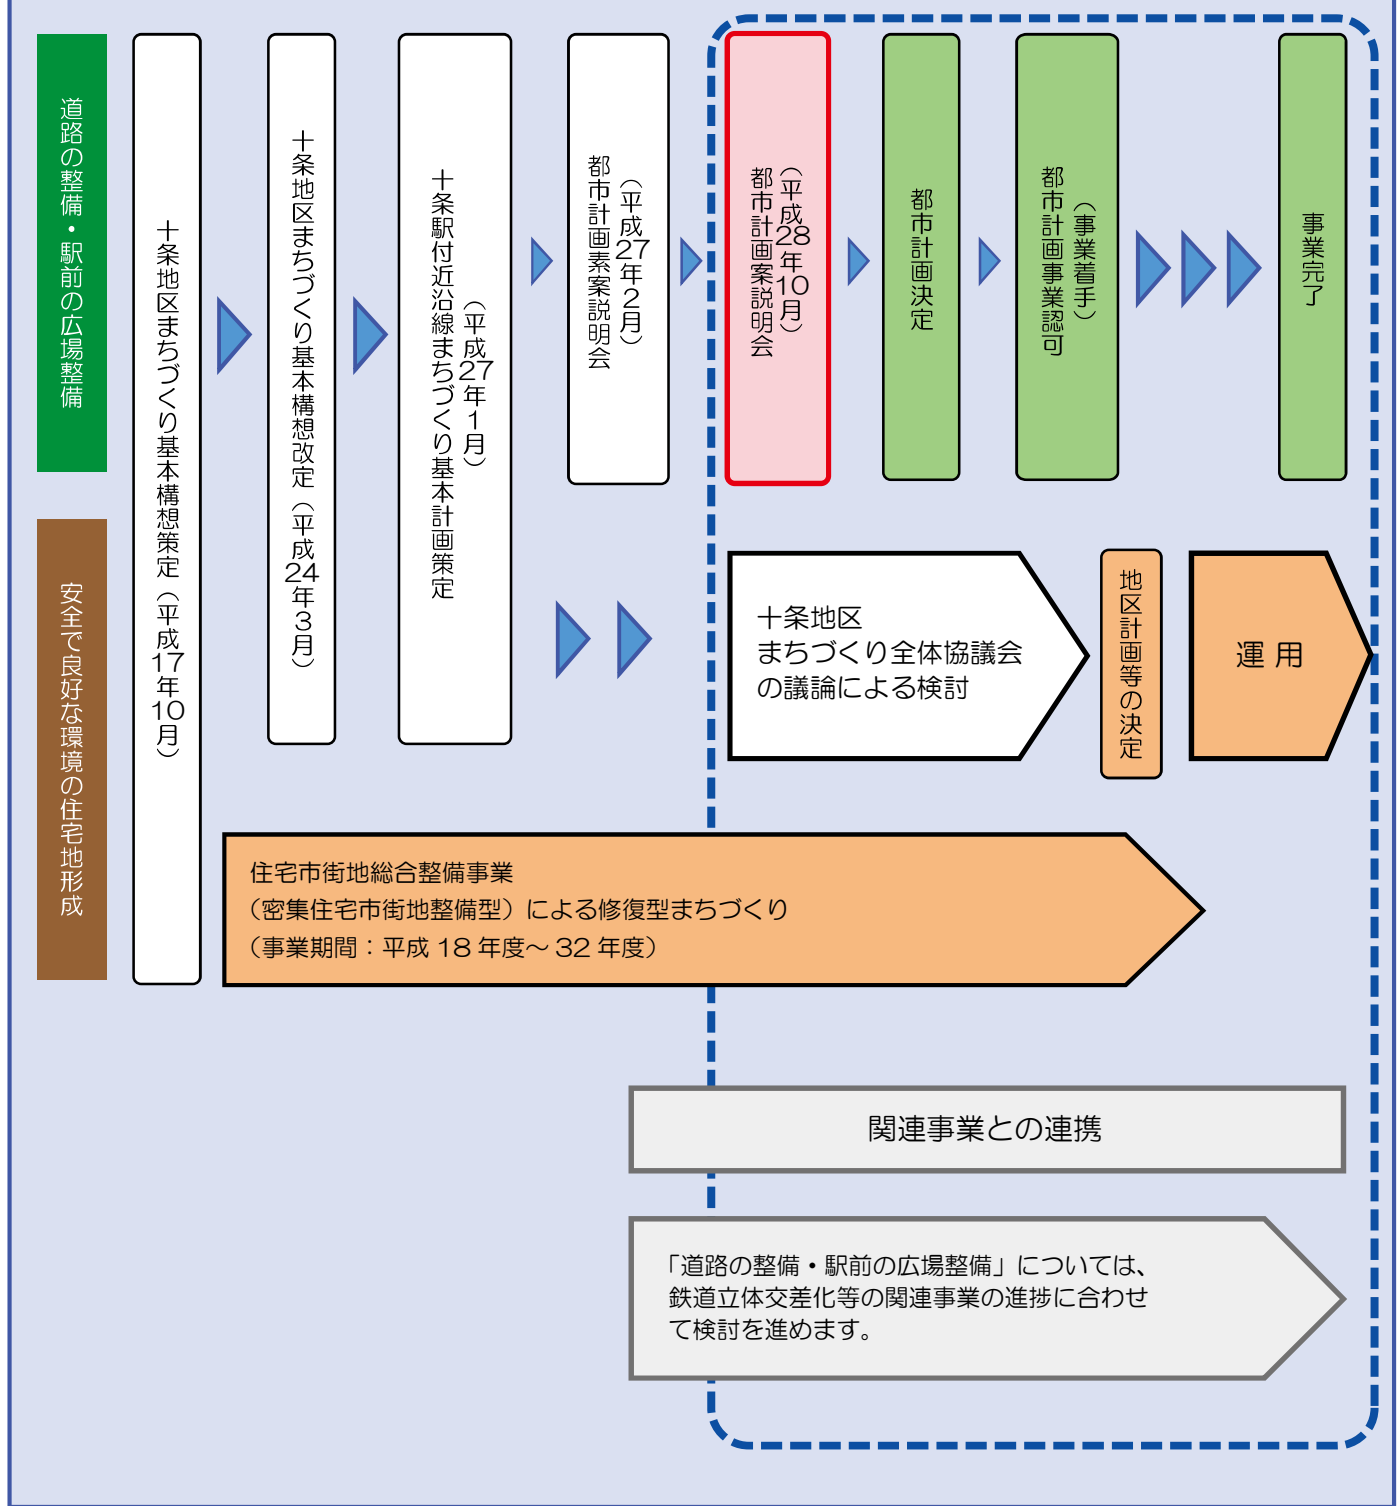 道路の整備・駅前の広場整備
安全で良好な環境の住宅地形成
十条地区まちづくり基本構想策定（平成17年10月）
十条地区まちづくり基本構想改定（平成24年3月）
十条駅付近沿線まちづくり基本計画策定
（平成27年1月）
都市計画素案説明会
（平成27年2月）
都市計画案説明会
（平成28年10月）
都市計画決定
都市計画事業認可
（事業着手）
事業完了
十条地区
まちづくり全体協議会
の議論による検討
地区計画等の決定
運用
住宅市街地総合整備事業
（密集住宅市街地整備型）による修復型まちづくり
（事業期間：平成 18 年度～ 32 年度）
関連事業との連携
「道路の整備・駅前の広場整備」については、
鉄道立体交差化等の関連事業の進捗に合わせ
て検討を進めます。